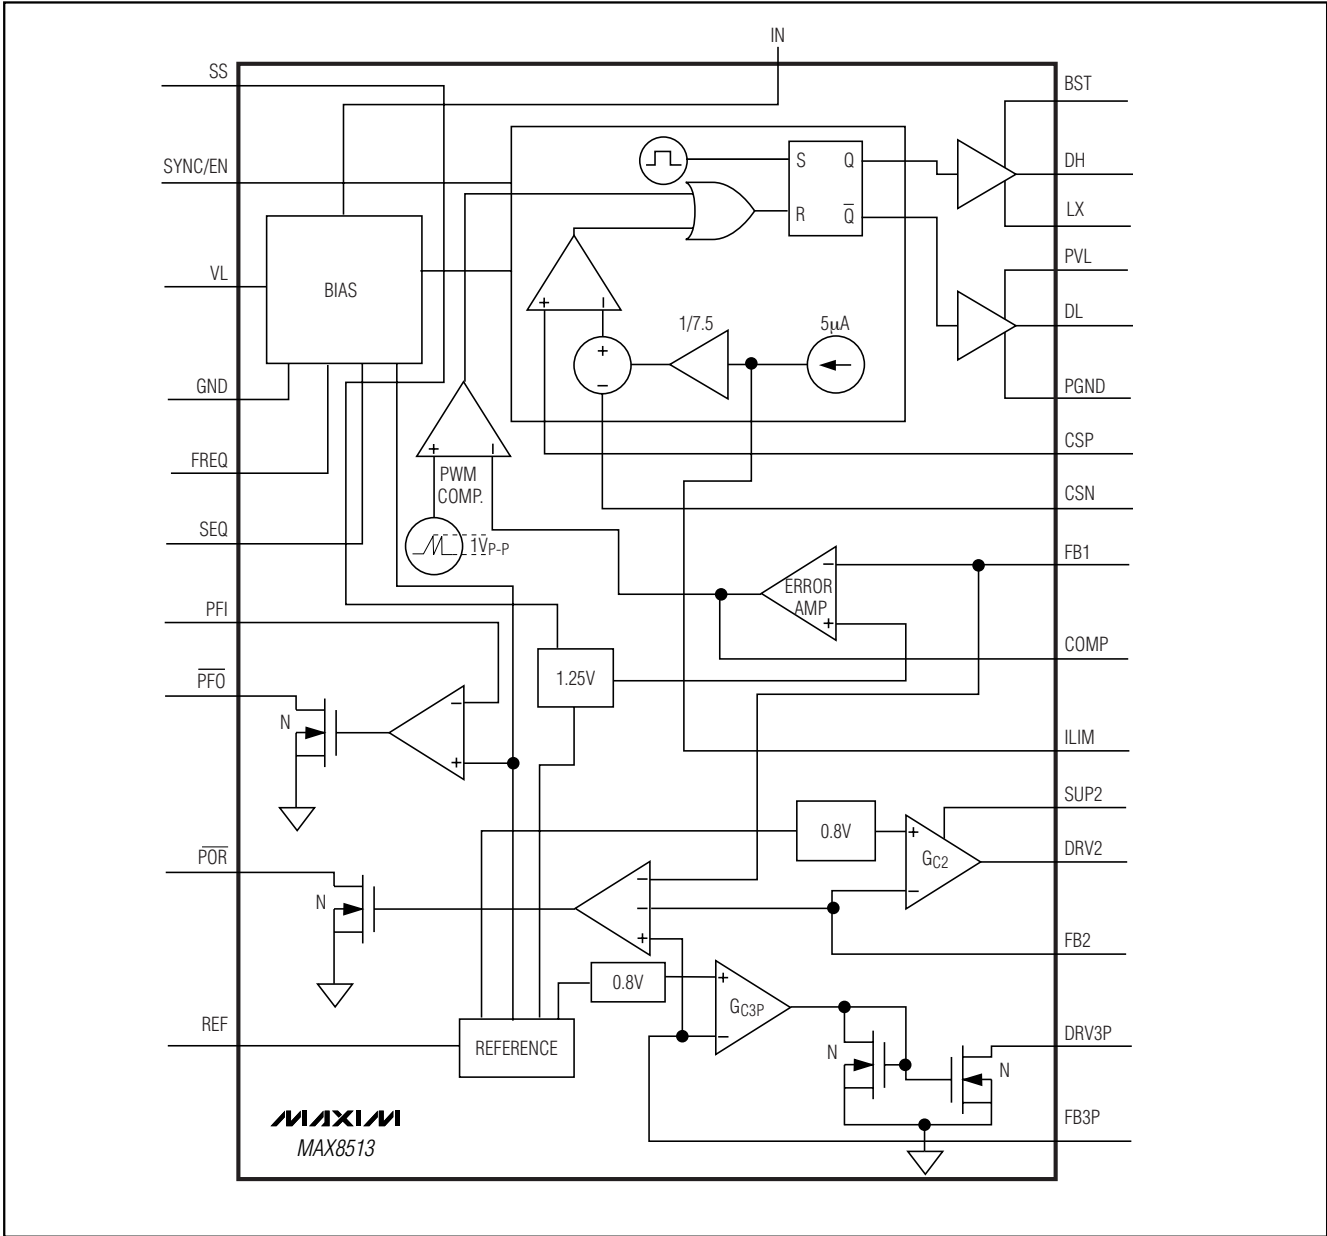 IN
SS
BST
SYNC/EN
S Q
DH
R Q̅
LX
VL
BIAS
PVL
1/7.5
5µA
DL
+ −
+
−
GND
PGND
+ −
CSP
FREQ
PWM
COMP.
CSN
SEQ
1VP-P
FB1
−
ERROR
AMP
+
PFI
COMP
P̅F̅O̅
1.25V
−
N
+
ILIM
SUP2
0.8V
+
GC2
−
DRV2
P̅O̅R̅
−
N
−
+
FB2
0.8V
+
GC3P
−
REF
REFERENCE
DRV3P
N
N
FB3P
MAXIM
MAX8513